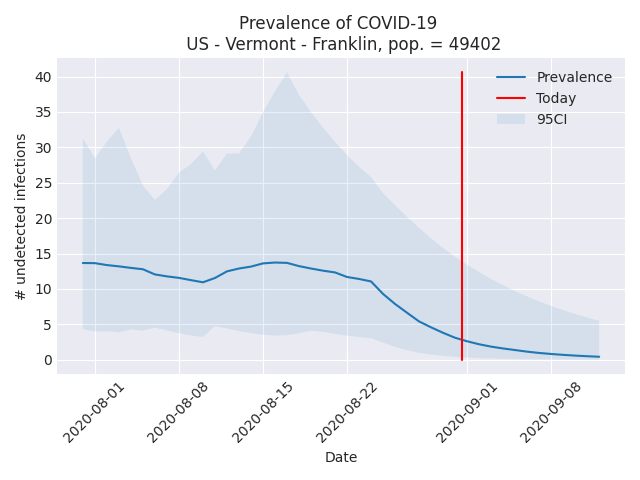 Prevalence of COVID-19
US - Vermont - Franklin, pop. = 49402
Prevalence
Today
95CI
# undetected infections
40
35
30
25
20
15
10
5
0
2020-08-01
2020-08-08
2020-08-15
2020-08-22
2020-09-01
2020-09-08
Date